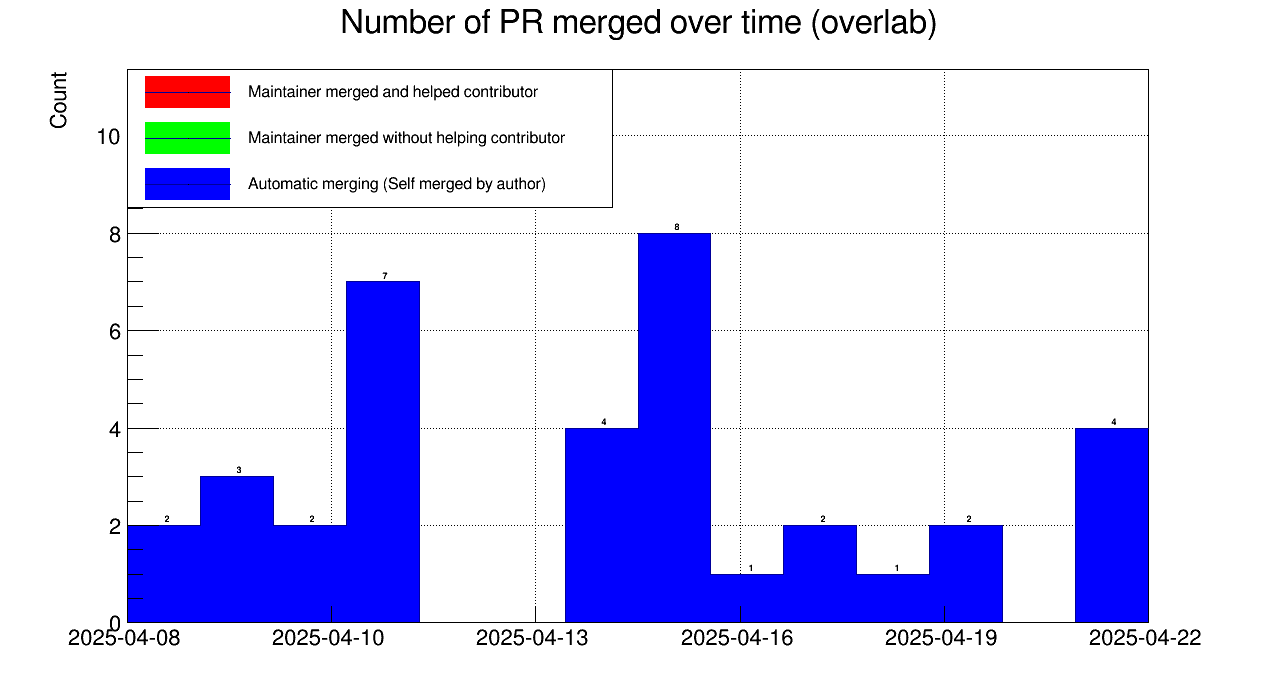 Number of PR merged over time (overlab)
Count
Maintainer merged and helped contributor
Maintainer merged without helping contributor
Automatic merging (Self merged by author)
10
8
6
4
2
0
2 3 2 7 4 8 1 2 1 2 4
2025-04-08 2025-04-10 2025-04-13 2025-04-16 2025-04-19 2025-04-22